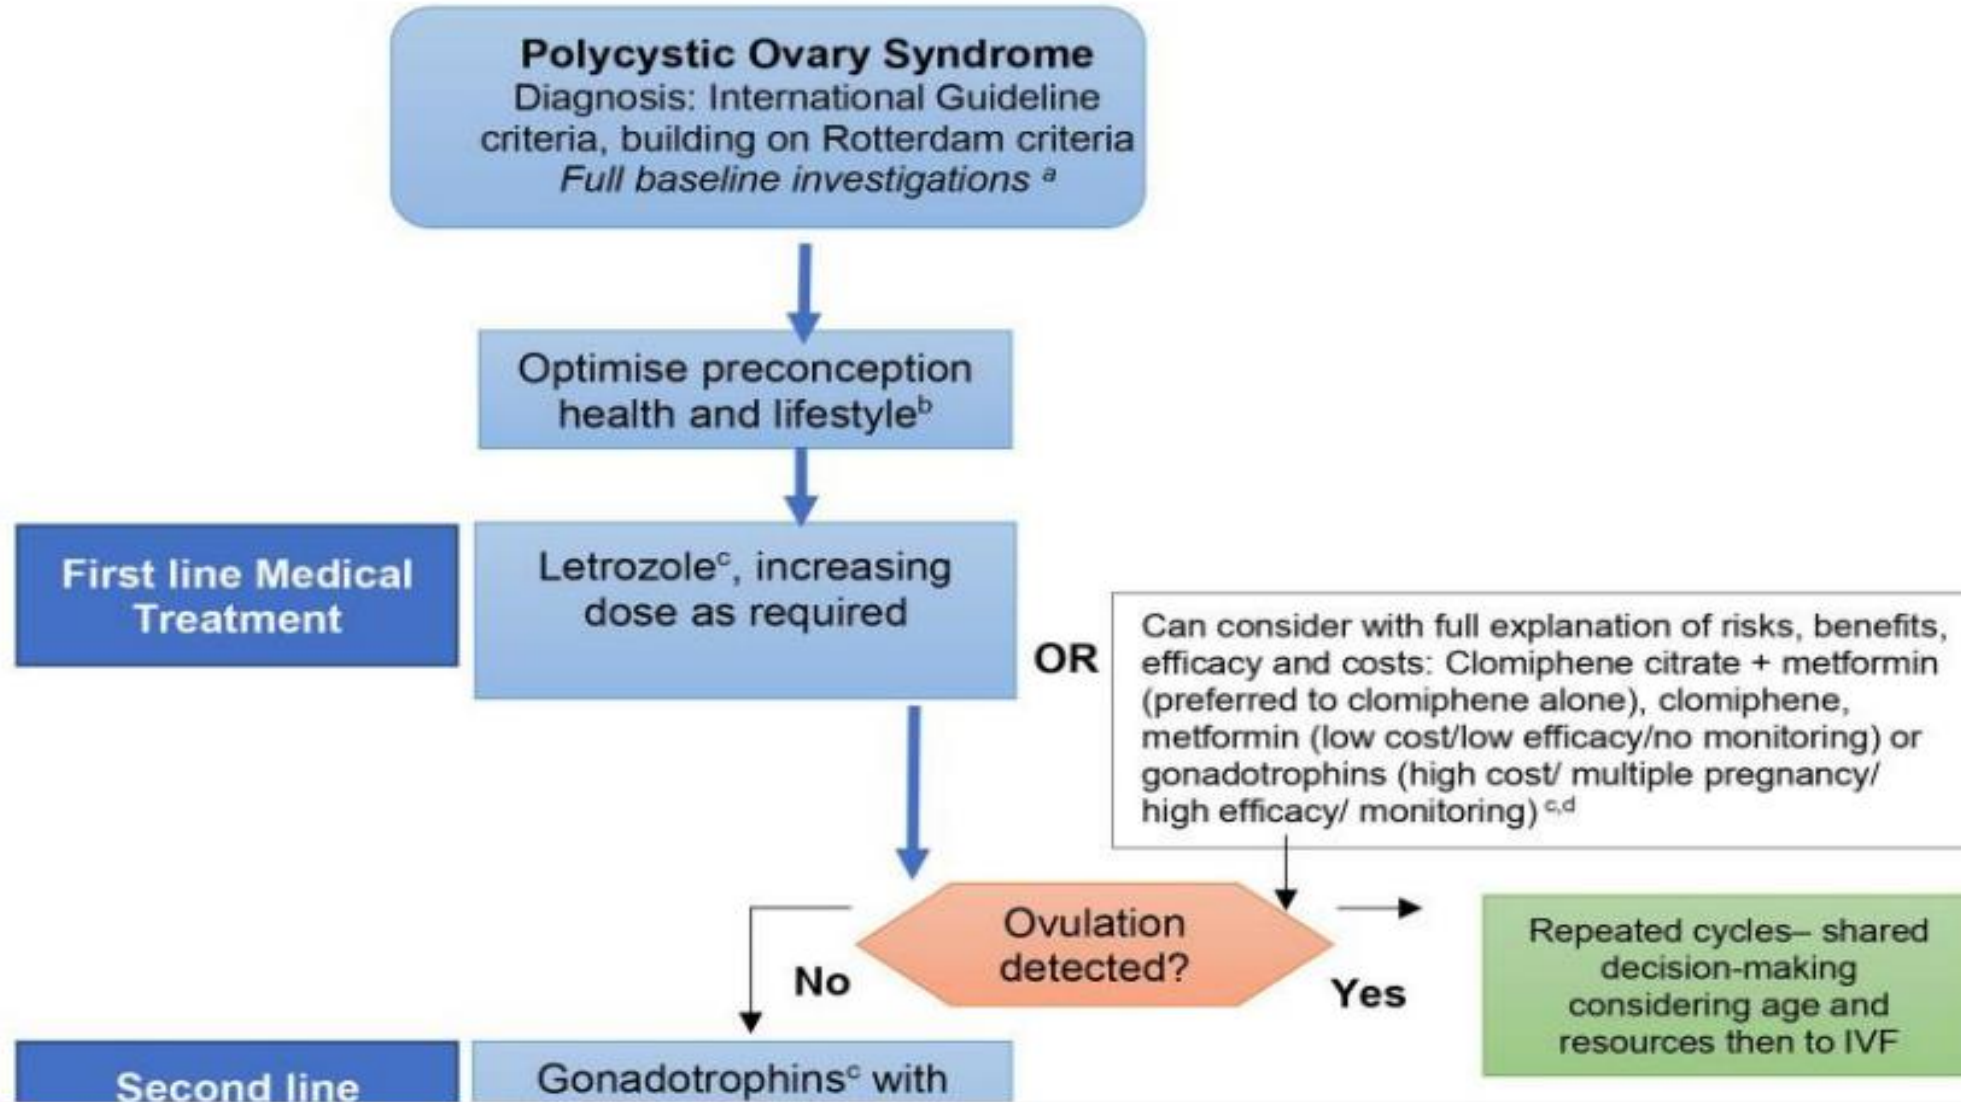 Polycystic Ovary Syndrome
Diagnosis: International Guideline
criteria, building on Rotterdam criteria
Full baseline investigations ᵃ
Optimise preconception
health and lifestyleᵇ
First line Medical
Treatment
Letrozoleᶜ, increasing
dose as required
OR
Can consider with full explanation of risks, benefits,
efficacy and costs: Clomiphene citrate + metformin
(preferred to clomiphene alone), clomiphene,
metformin (low cost/low efficacy/no monitoring) or
gonadotrophins (high cost/ multiple pregnancy/
high efficacy/ monitoring) ᶜ,ᵈ
Ovulation
detected?
No
Yes
Repeated cycles– shared
decision-making
considering age and
resources then to IVF
Second line
Gonadotrophinsᶜ with